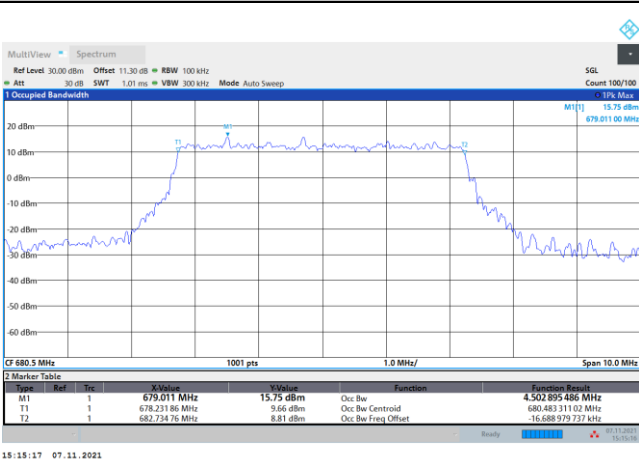 MultiView Spectrum
Ref Level 30.00 dBm Offset 11.30 dB RBW 100 kHz SGL
Att 30 dB SWT 1.01 ms VBW 300 kHz Mode Auto Sweep Count 100/100
1 Occupied Bandwidth 1Pk Max
M1[1] 15.75 dBm
679.011 00 MHz
M1
T1
T2
20 dBm
10 dBm
0 dBm
-10 dBm
-20 dBm
-30 dBm
-40 dBm
-50 dBm
-60 dBm
CF 680.5 MHz 1001 pts 1.0 MHz/ Span 10.0 MHz
2 Marker Table
Type Ref Trc X-Value Y-Value Function Function Result
M1 1 679.011 MHz 15.75 dBm Occ Bw 4.502 895 486 MHz
T1 1 678.231 86 MHz 9.66 dBm Occ Bw Centroid 680.483 311 02 MHz
T2 1 682.734 76 MHz 8.81 dBm Occ Bw Freq Offset -16.688 979 737 kHz
Ready 07.11.2021
15:15:16
15:15:17 07.11.2021